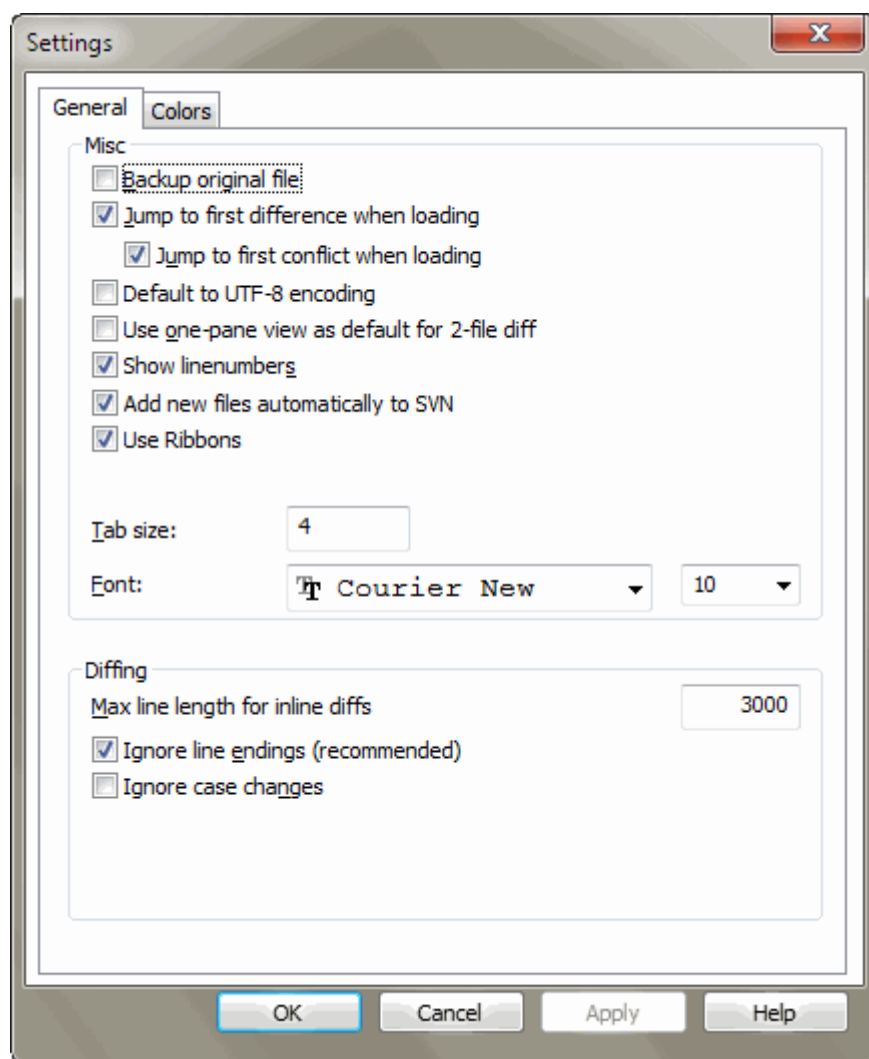 Settings
General
Colors
Misc
Backup original file
Jump to first difference when loading
Jump to first conflict when loading
Default to UTF-8 encoding
Use one-pane view as default for 2-file diff
Show linenumbers
Add new files automatically to SVN
Use Ribbons
Tab size: 4
Font: Courier New 10
Diffing
Max line length for inline diffs 3000
Ignore line endings (recommended)
Ignore case changes
OK Cancel Apply Help